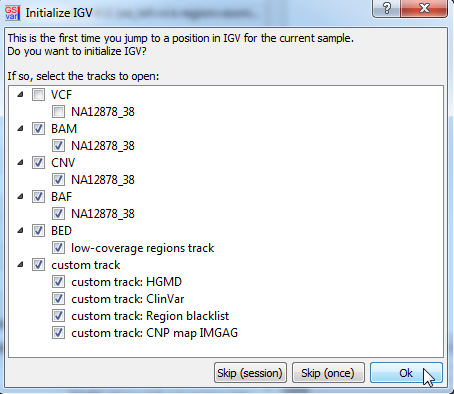 GS
var
Initialize IGV
?
This is the first time you jump to a position in IGV for the current sample.
Do you want to initialize IGV?
If so, select the tracks to open:
VCF
NA12878_38
BAM
NA12878_38
CNV
NA12878_38
BAF
NA12878_38
BED
low-coverage regions track
custom track
custom track: HGMD
custom track: ClinVar
custom track: Region blacklist
custom track: CNP map IMGAG
Skip (session) Skip (once) Ok